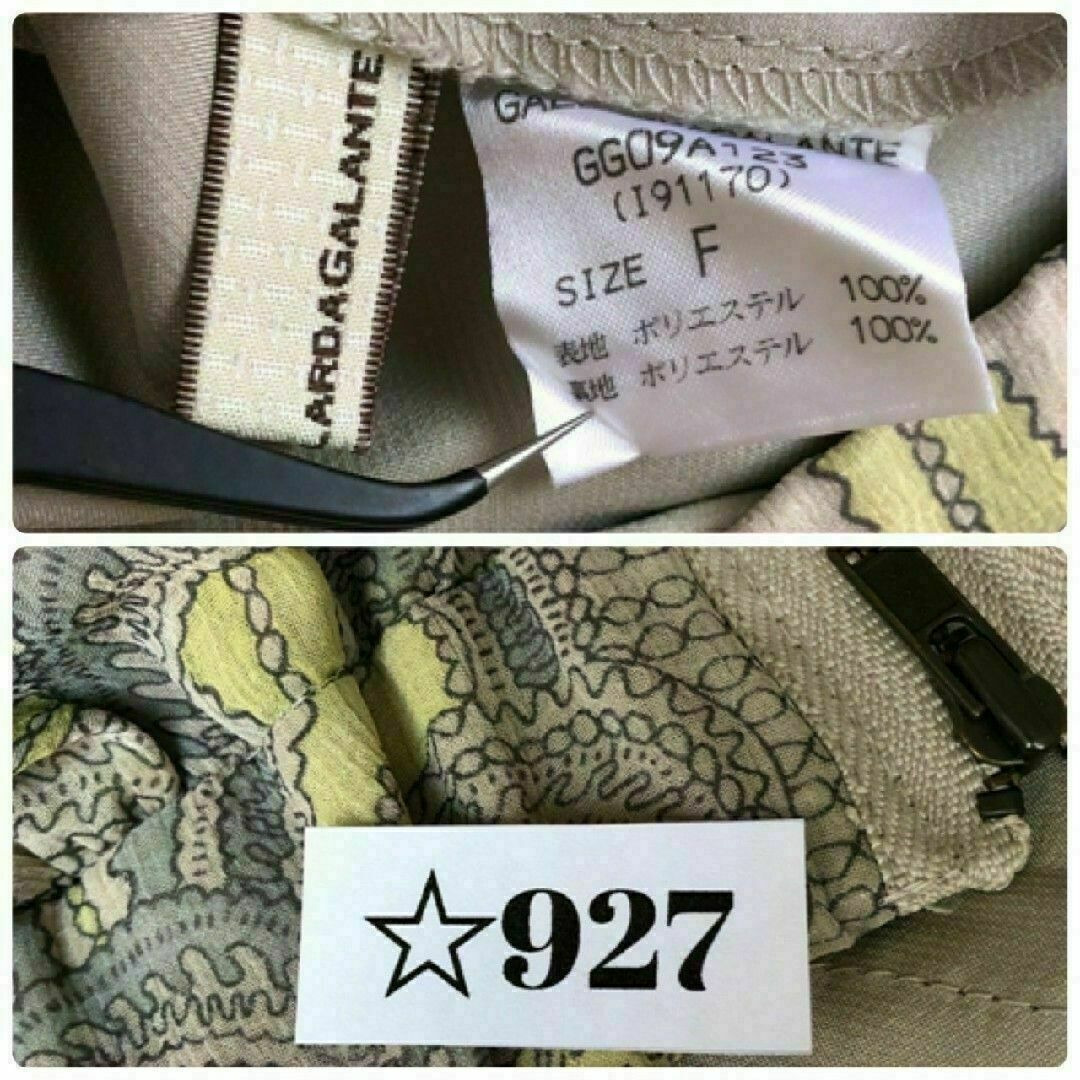 LARDAGALANTE
GG09A123
(I91170)
SIZE F
表地 ポリエステル 100%
裏地 ポリエステル 100%
☆927